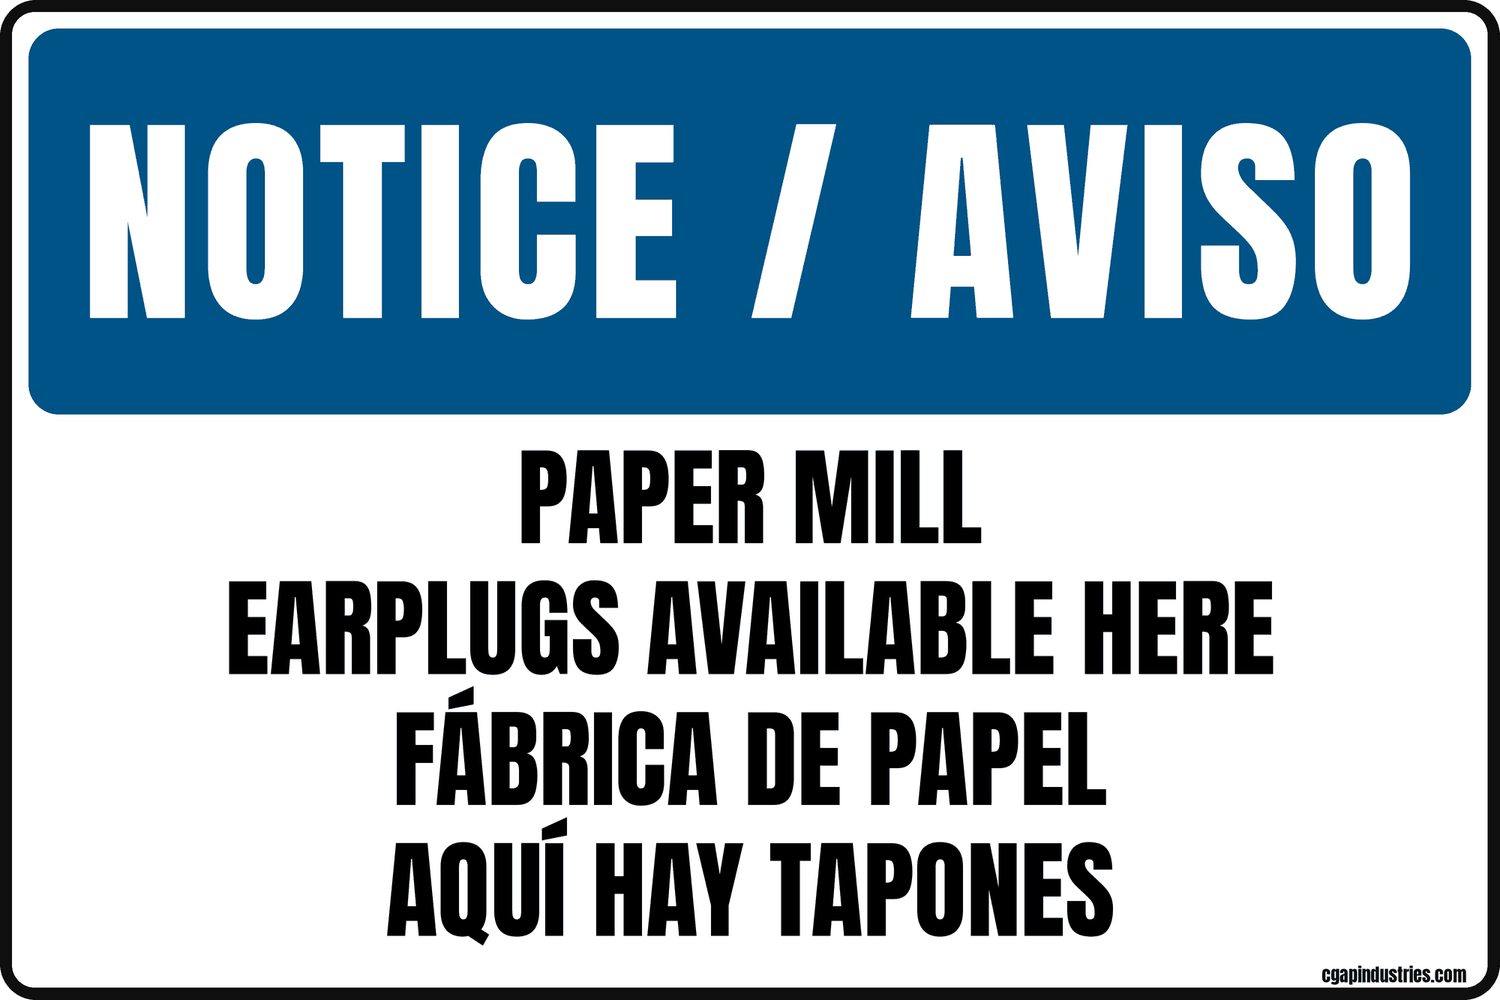 NOTICE / AVISO
PAPER MILL
EARPLUGS AVAILABLE HERE
FÁBRICA DE PAPEL
AQUÍ HAY TAPONES
cgapindustries.com